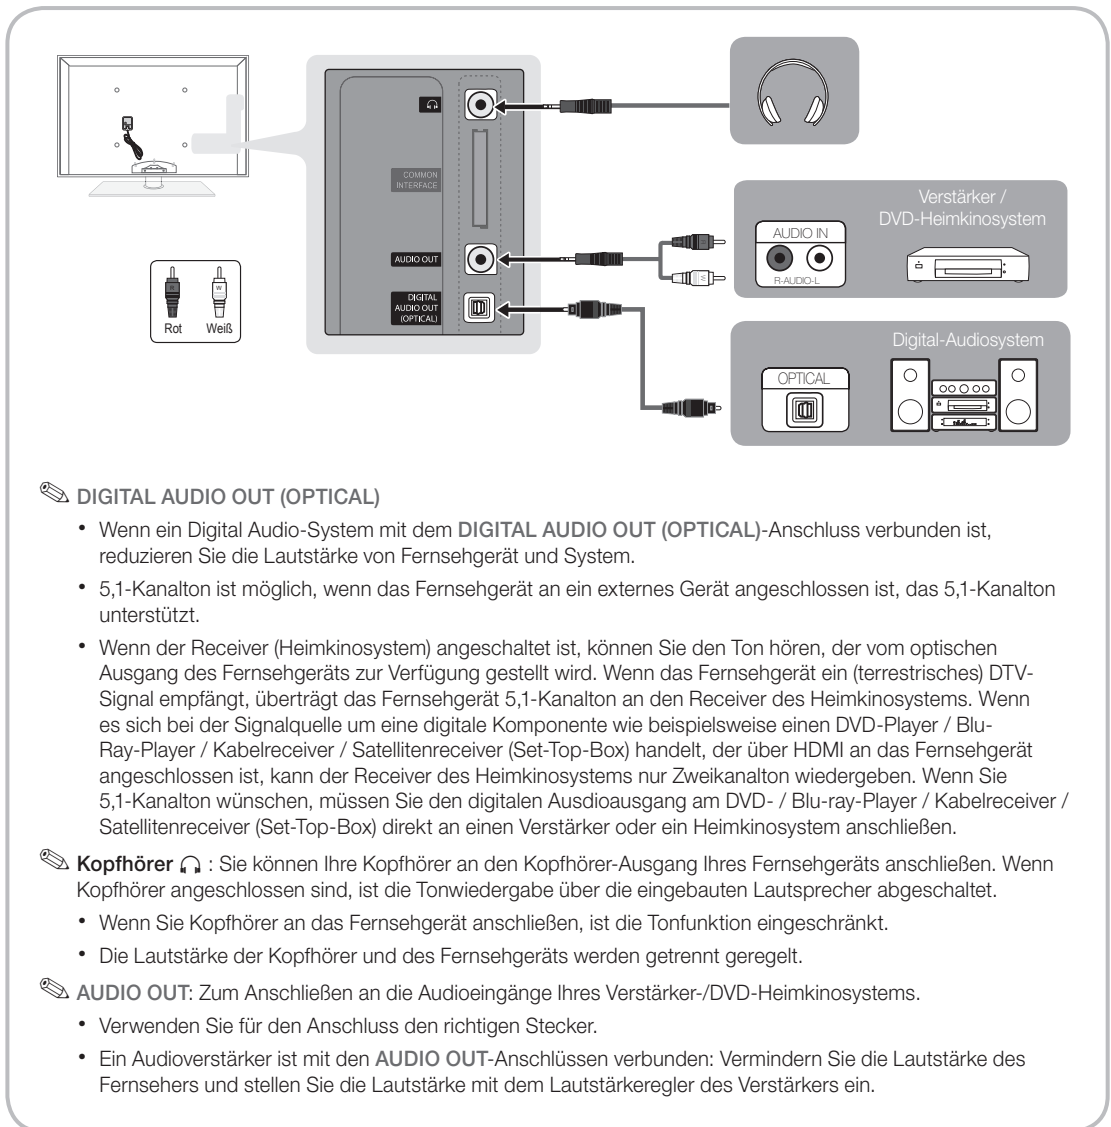 COMMON
INTERFACE
AUDIO OUT
DIGITAL
AUDIO OUT
(OPTICAL)
R
W
Rot
Weiß
R
W
Verstärker /
DVD-Heimkinosystem
AUDIO IN
R-AUDIO-L
Digital-Audiosystem
OPTICAL
DIGITAL AUDIO OUT (OPTICAL)
• Wenn ein Digital Audio-System mit dem DIGITAL AUDIO OUT (OPTICAL)-Anschluss verbunden ist,
reduzieren Sie die Lautstärke von Fernsehgerät und System.
• 5,1-Kanalton ist möglich, wenn das Fernsehgerät an ein externes Gerät angeschlossen ist, das 5,1-Kanalton
unterstützt.
• Wenn der Receiver (Heimkinosystem) angeschaltet ist, können Sie den Ton hören, der vom optischen
Ausgang des Fernsehgeräts zur Verfügung gestellt wird. Wenn das Fernsehgerät ein (terrestrisches) DTV-
Signal empfängt, überträgt das Fernsehgerät 5,1-Kanalton an den Receiver des Heimkinosystems. Wenn
es sich bei der Signalquelle um eine digitale Komponente wie beispielsweise einen DVD-Player / Blu-
Ray-Player / Kabelreceiver / Satellitenreceiver (Set-Top-Box) handelt, der über HDMI an das Fernsehgerät
angeschlossen ist, kann der Receiver des Heimkinosystems nur Zweikanalton wiedergeben. Wenn Sie
5,1-Kanalton wünschen, müssen Sie den digitalen Ausdioausgang am DVD- / Blu-ray-Player / Kabelreceiver /
Satellitenreceiver (Set-Top-Box) direkt an einen Verstärker oder ein Heimkinosystem anschließen.
Kopfhörer : Sie können Ihre Kopfhörer an den Kopfhörer-Ausgang Ihres Fernsehgeräts anschließen. Wenn
Kopfhörer angeschlossen sind, ist die Tonwiedergabe über die eingebauten Lautsprecher abgeschaltet.
• Wenn Sie Kopfhörer an das Fernsehgerät anschließen, ist die Tonfunktion eingeschränkt.
• Die Lautstärke der Kopfhörer und des Fernsehgeräts werden getrennt geregelt.
AUDIO OUT: Zum Anschließen an die Audioeingänge Ihres Verstärker-/DVD-Heimkinosystems.
• Verwenden Sie für den Anschluss den richtigen Stecker.
• Ein Audioverstärker ist mit den AUDIO OUT-Anschlüssen verbunden: Vermindern Sie die Lautstärke des
Fernsehers und stellen Sie die Lautstärke mit dem Lautstärkeregler des Verstärkers ein.